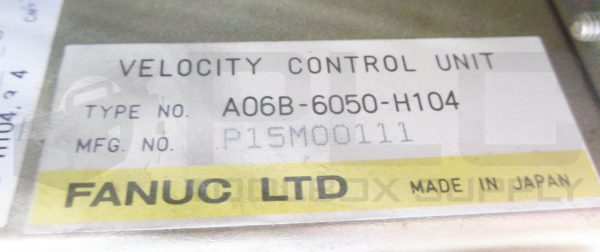 VELOCITY CONTROL UNIT
TYPE NO. A06B-6050-H104
MFG. NO. P15M00111
FANUC LTD MADE IN JAPAN